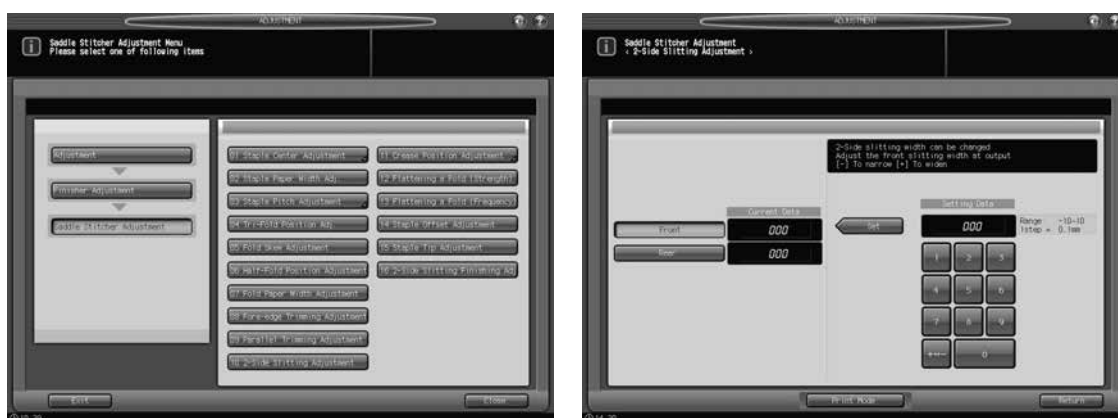 ADJUSTMENT
Saddle Stitcher Adjustment Menu
Please select one of following items
Adjustment
Finisher Adjustment
Saddle Stitcher Adjustment
01 Staple Center Adjustment
02 Staple Paper Width Adj.
03 Staple Pitch Adjustment
04 Tri-Fold Position Adj.
05 Fold Skew Adjustment
06 Half-Fold Position Adjustment
07 Fold Paper Width Adjustment
08 Fore-edge Trimming Adjustment
09 Parallel Trimming Adjustment
10 2-Side Slitting Adjustment
11 Crease Position Adjustment
12 Flattening a Fold (Strength)
13 Flattening a Fold (Frequency)
14 Staple Offset Adjustment
15 Staple Tip Adjustment
16 2-Side Slitting Finishing Adj
Exit
Close
ADJUSTMENT
Saddle Stitcher Adjustment
< 2-Side Slitting Adjustment >
2-Side slitting width can be changed
Adjust the front slitting width at output
[-] To narrow [+] To widen
Current Data
Setting Data
Front
000
Set
000
Range -10~10
1step = 0.1mm
Rear
000
1 2 3
4 5 6
7 8 9
+<->- 0
Print Mode
Return